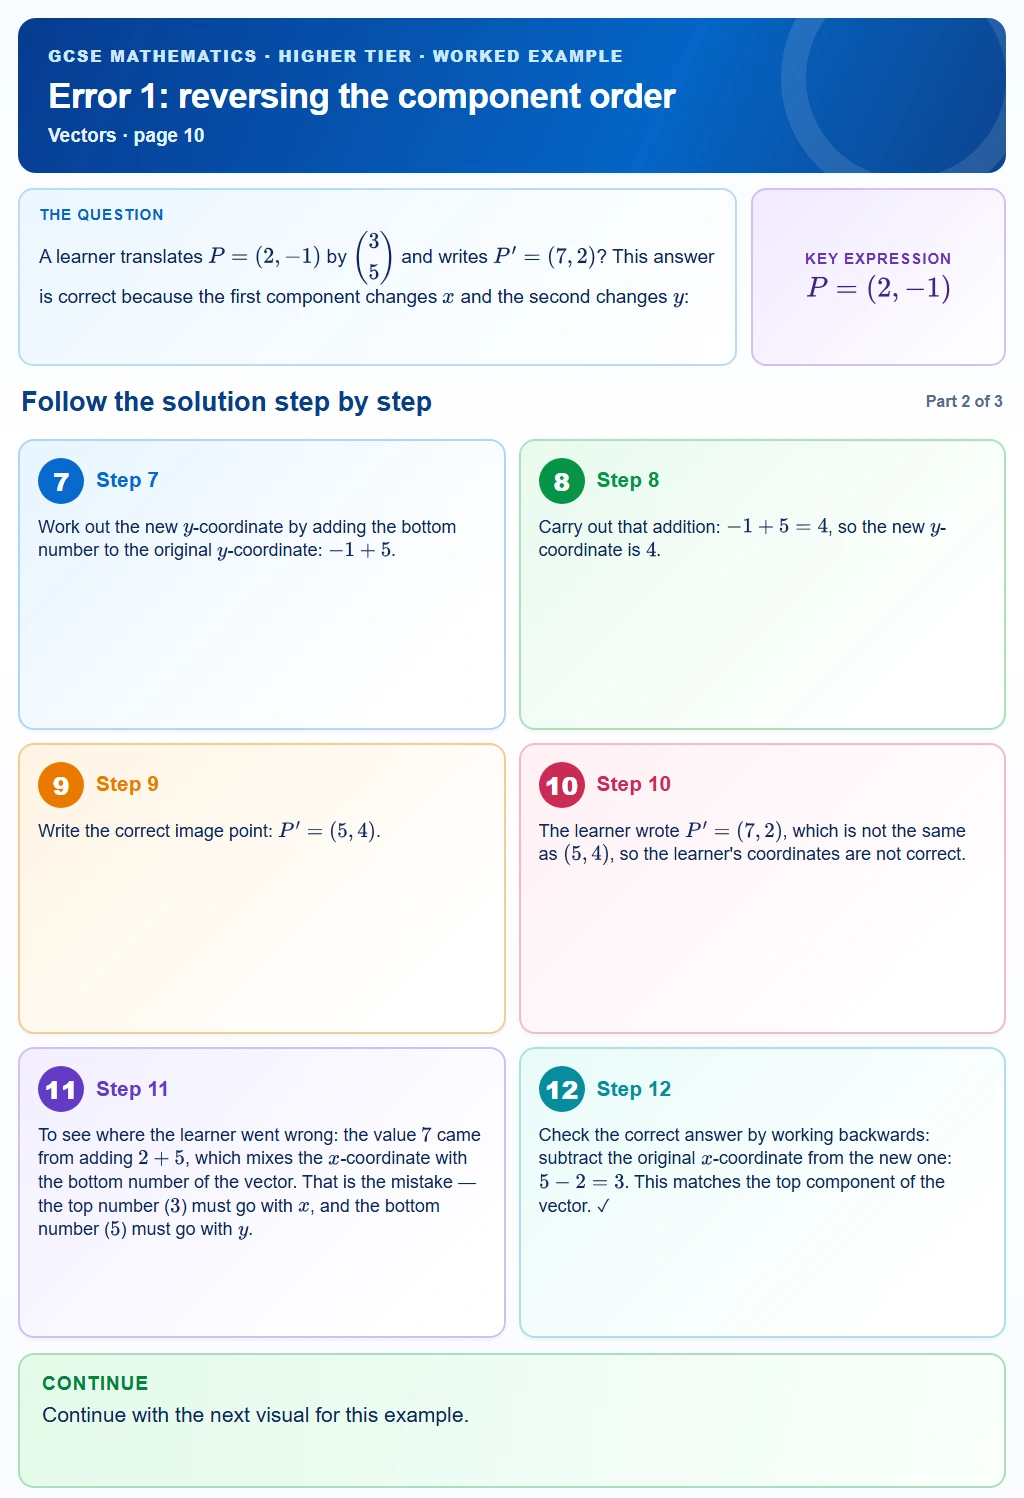 GCSE MATHEMATICS · HIGHER TIER · WORKED EXAMPLE
Error 1: reversing the component order
Vectors · page 10
THE QUESTION
A learner translates P = (2, −1) by (3 5) and writes P′ = (7, 2)? This answer
is correct because the first component changes x and the second changes y:
KEY EXPRESSION
P = (2, −1)
Follow the solution step by step
Part 2 of 3
7 Step 7
Work out the new y-coordinate by adding the bottom
number to the original y-coordinate: −1 + 5.
8 Step 8
Carry out that addition: −1 + 5 = 4, so the new y-
coordinate is 4.
9 Step 9
Write the correct image point: P′ = (5, 4).
10 Step 10
The learner wrote P′ = (7, 2), which is not the same
as (5, 4), so the learner's coordinates are not correct.
11 Step 11
To see where the learner went wrong: the value 7 came
from adding 2 + 5, which mixes the x-coordinate with
the bottom number of the vector. That is the mistake —
the top number (3) must go with x, and the bottom
number (5) must go with y.
12 Step 12
Check the correct answer by working backwards:
subtract the original x-coordinate from the new one:
5 − 2 = 3. This matches the top component of the
vector. ✓
CONTINUE
Continue with the next visual for this example.